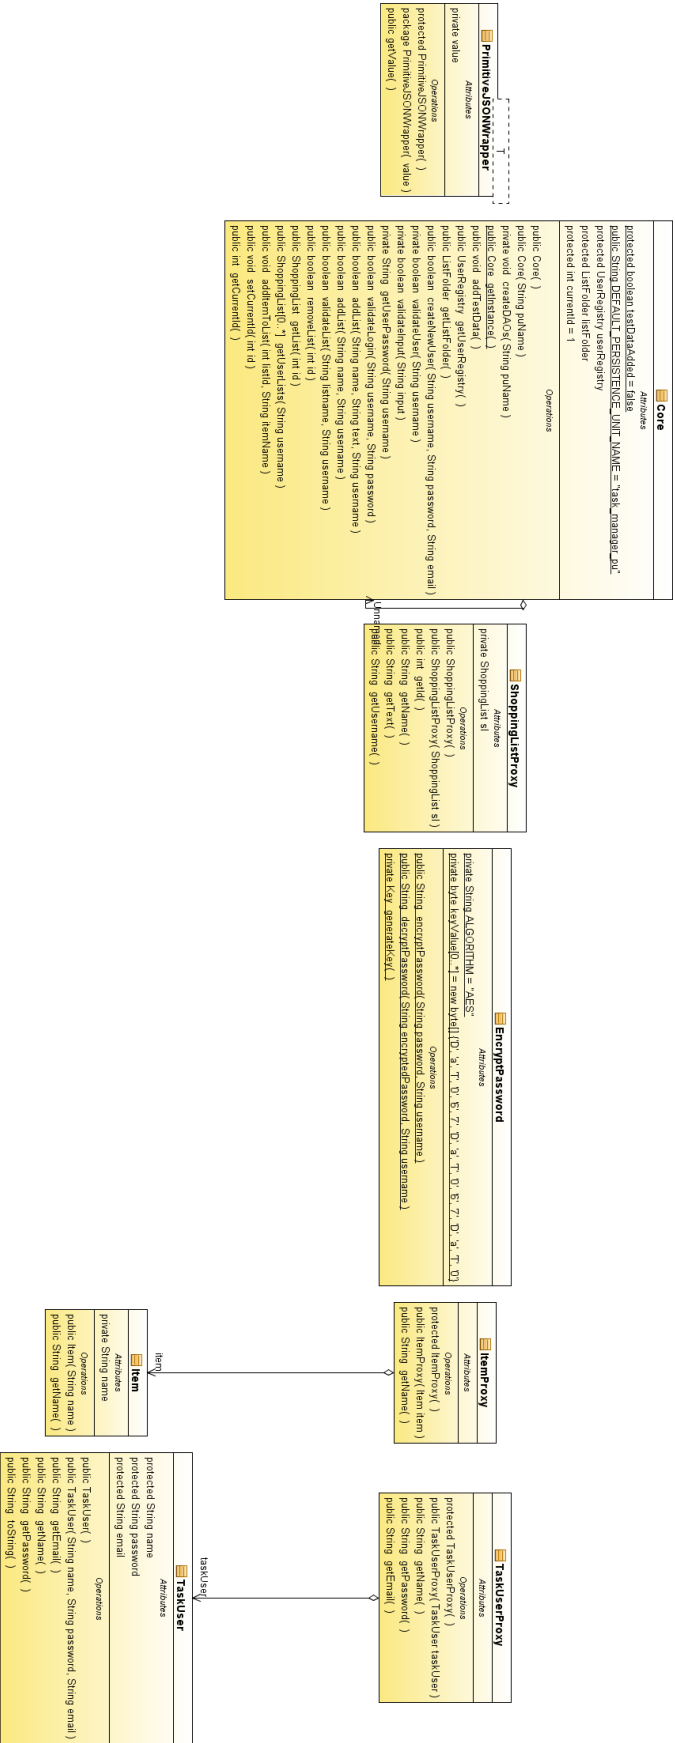 PrimitiveJSONWrapper
T
Attributes
private value
Operations
protected PrimitiveJSONWrapper( )
package PrimitiveJSONWrapper( value )
public getValue( )
Core
Attributes
protected boolean testDataAdded = false
public String DEFAULT_PERSISTENCE_UNIT_NAME = "task_manager_pu"
protected UserRegistry userRegistry
protected ListFolder listFolder
protected int currentId = 1
Operations
public Core( )
public Core( String puName )
private void createDAOs( String puName )
public Core getInstance( )
public void addTestData( )
public UserRegistry getUserRegistry( )
public ListFolder getListFolder( )
public boolean createNewUser( String username, String password, String email )
private boolean validateUser( String username )
private boolean validateInput( String input )
private String getUserPassword( String username )
public boolean validateLogin( String username, String password )
public boolean addList( String name, String text, String username )
public boolean addList( String name, String username )
public boolean validateList( String listname, String username )
public boolean removeList( int id )
public ShoppingList getList( int id )
public ShoppingList[0..*] getUserLists( String username )
public void addItemToList( int listId, String itemName )
public void setCurrentId( int id )
public int getCurrentId( )
Unnamed
ShoppingListProxy
Attributes
private ShoppingList sl
Operations
public ShoppingListProxy( )
public ShoppingListProxy( ShoppingList sl )
public int getId( )
public String getName( )
public String getText( )
public String getUsername( )
EncryptPassword
Attributes
private String ALGORITHM = "AES"
private byte keyValue[0..*] = new byte[] {'D', 'a', 'T', '0', '6', '7', 'D', 'a', 'T', '0', '6', '7', 'D', 'a', 'T', '0'}
Operations
public String encryptPassword( String password, String username )
public String decryptPassword( String encryptedPassword, String username )
private Key generateKey( )
ItemProxy
Attributes
Operations
protected ItemProxy( )
public ItemProxy( Item item )
public String getName( )
item
Item
Attributes
private String name
Operations
public Item( String name )
public String getName( )
TaskUserProxy
Attributes
Operations
protected TaskUserProxy( )
public TaskUserProxy( TaskUser taskUser )
public String getName( )
public String getPassword( )
public String getEmail( )
taskUser
TaskUser
Attributes
protected String name
protected String password
protected String email
Operations
public TaskUser( )
public TaskUser( String name, String password, String email )
public String getEmail( )
public String getName( )
public String getPassword( )
public String toString( )